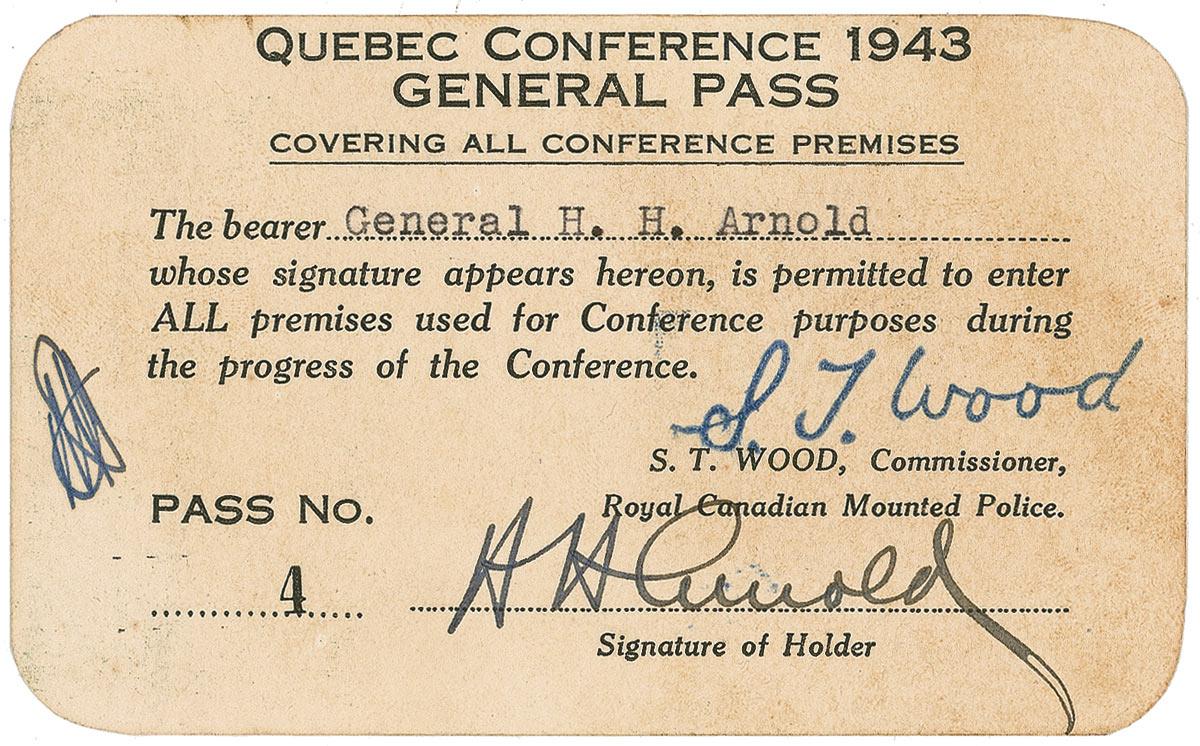 QUEBEC CONFERENCE 1943
GENERAL PASS
COVERING ALL CONFERENCE PREMISES
The bearer General H. H. Arnold
whose signature appears hereon, is permitted to enter
ALL premises used for Conference purposes during
the progress of the Conference.
S. T. Wood
S. T. WOOD, Commissioner,
Royal Canadian Mounted Police.
PASS No.
4
H H Arnold
Signature of Holder